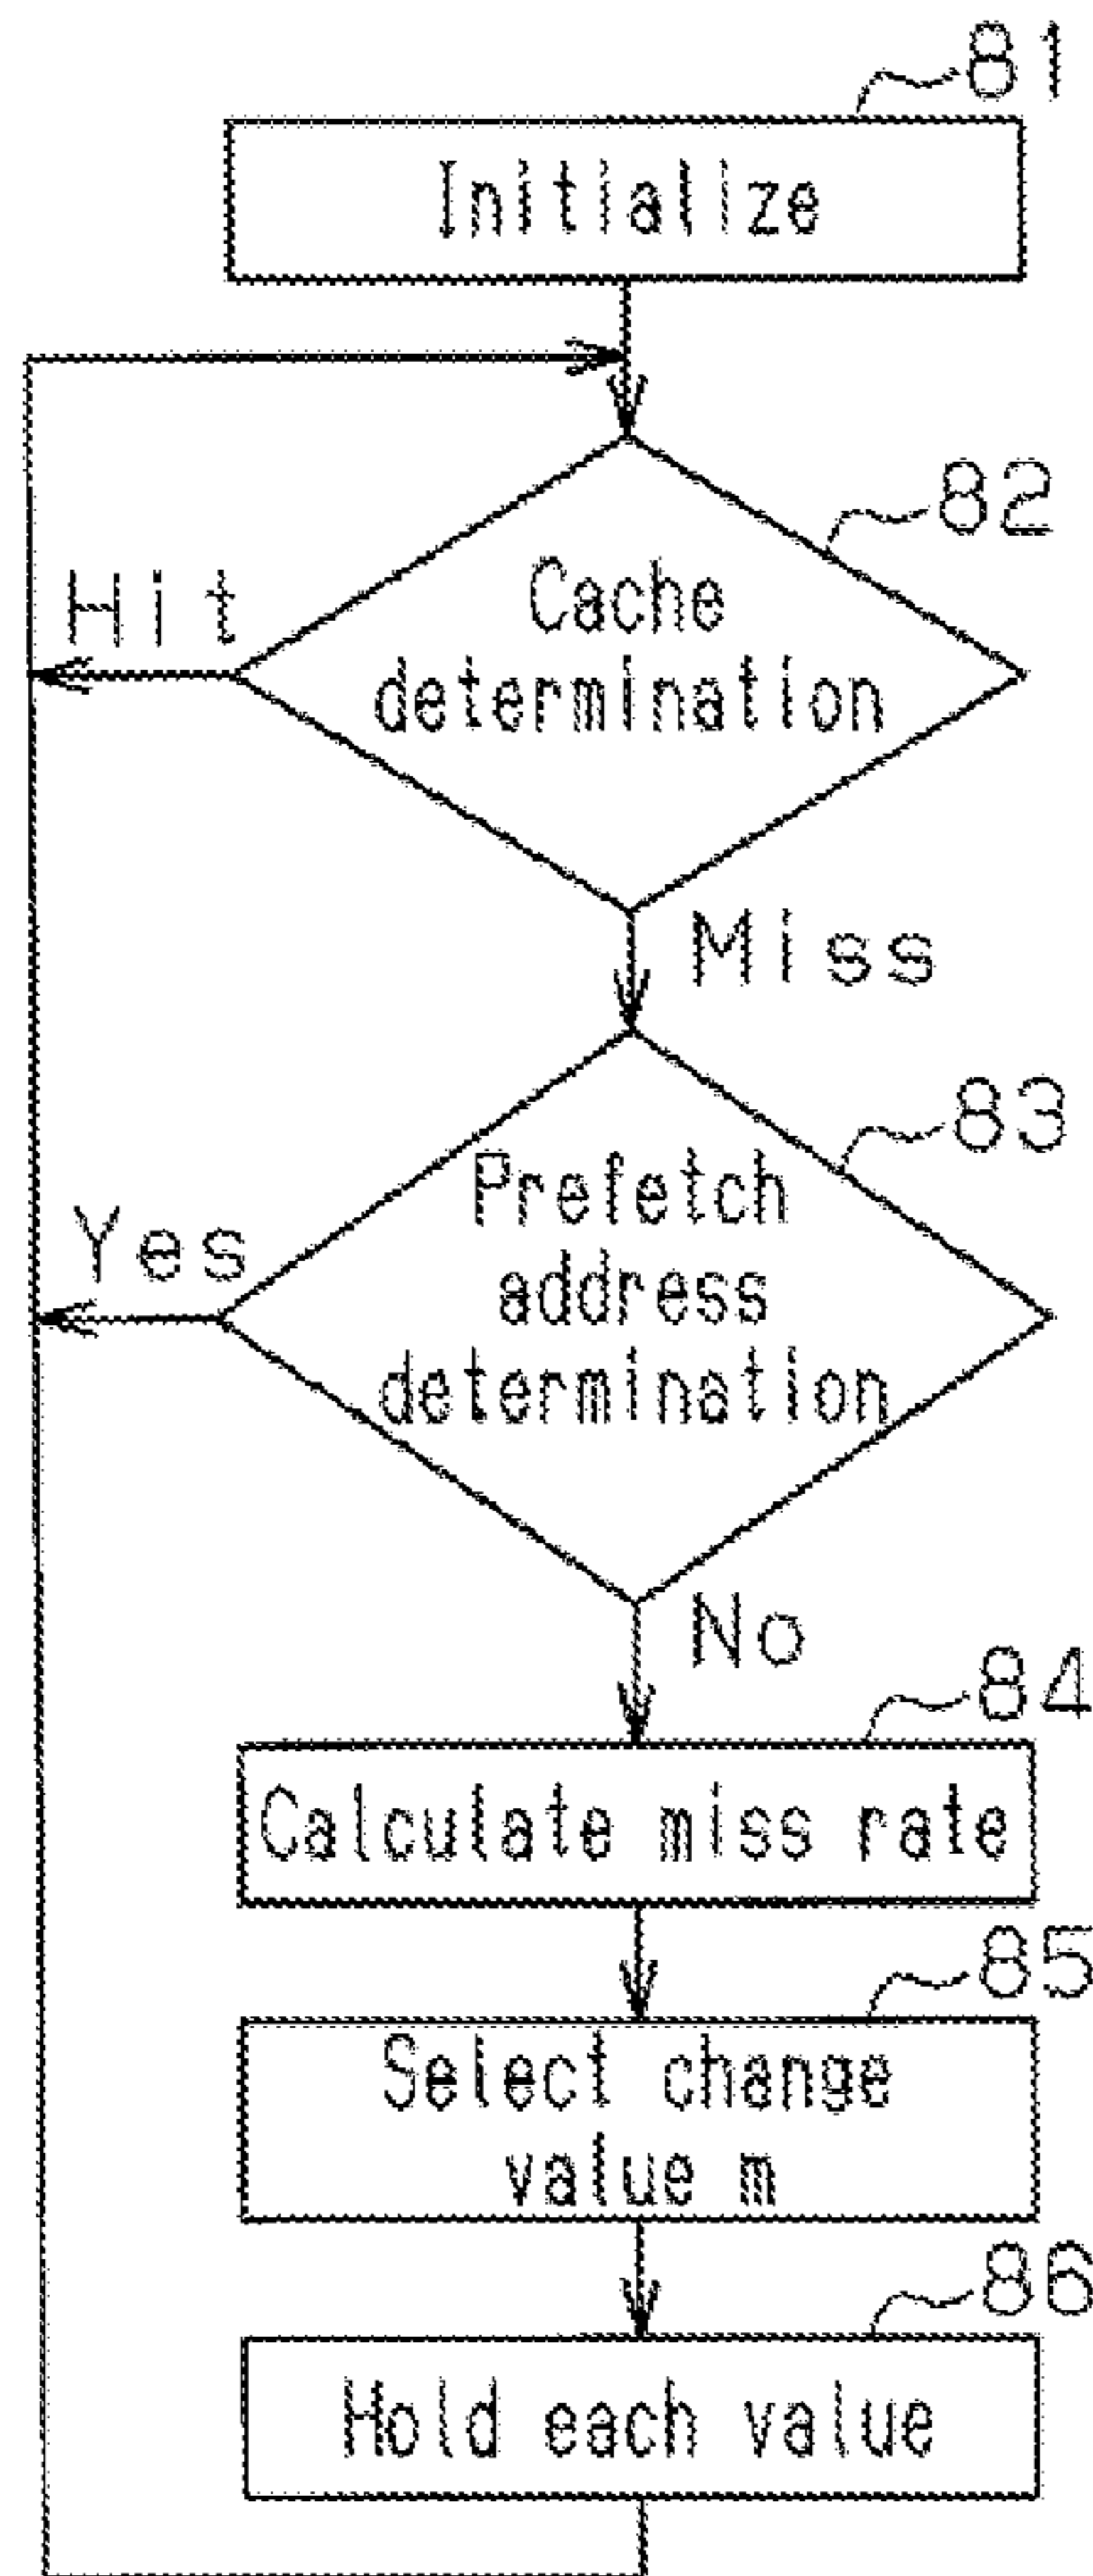 81
Initialize
82
Cache
determination
Hit
Miss
83
Prefetch
address
determination
Yes
No
84
Calculate miss rate
85
Select change
value m
86
Hold each value